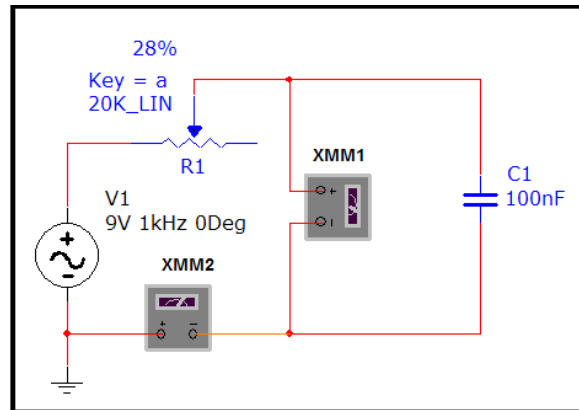 28%
Key = a
20K_LIN
R1
XMM1
C1
100nF
V1
9V 1kHz 0Deg
XMM2